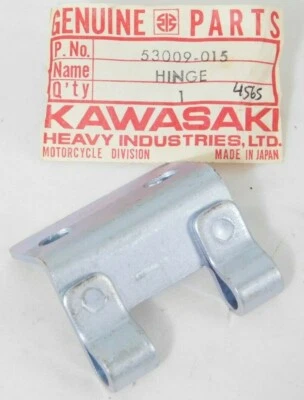 GENUINE PARTS
P. No. 53009-015
Name HINGE
Q'ty 1 4565
KAWASAKI
HEAVY INDUSTRIES, LTD.
MOTORCYCLE DIVISION MADE IN JAPAN